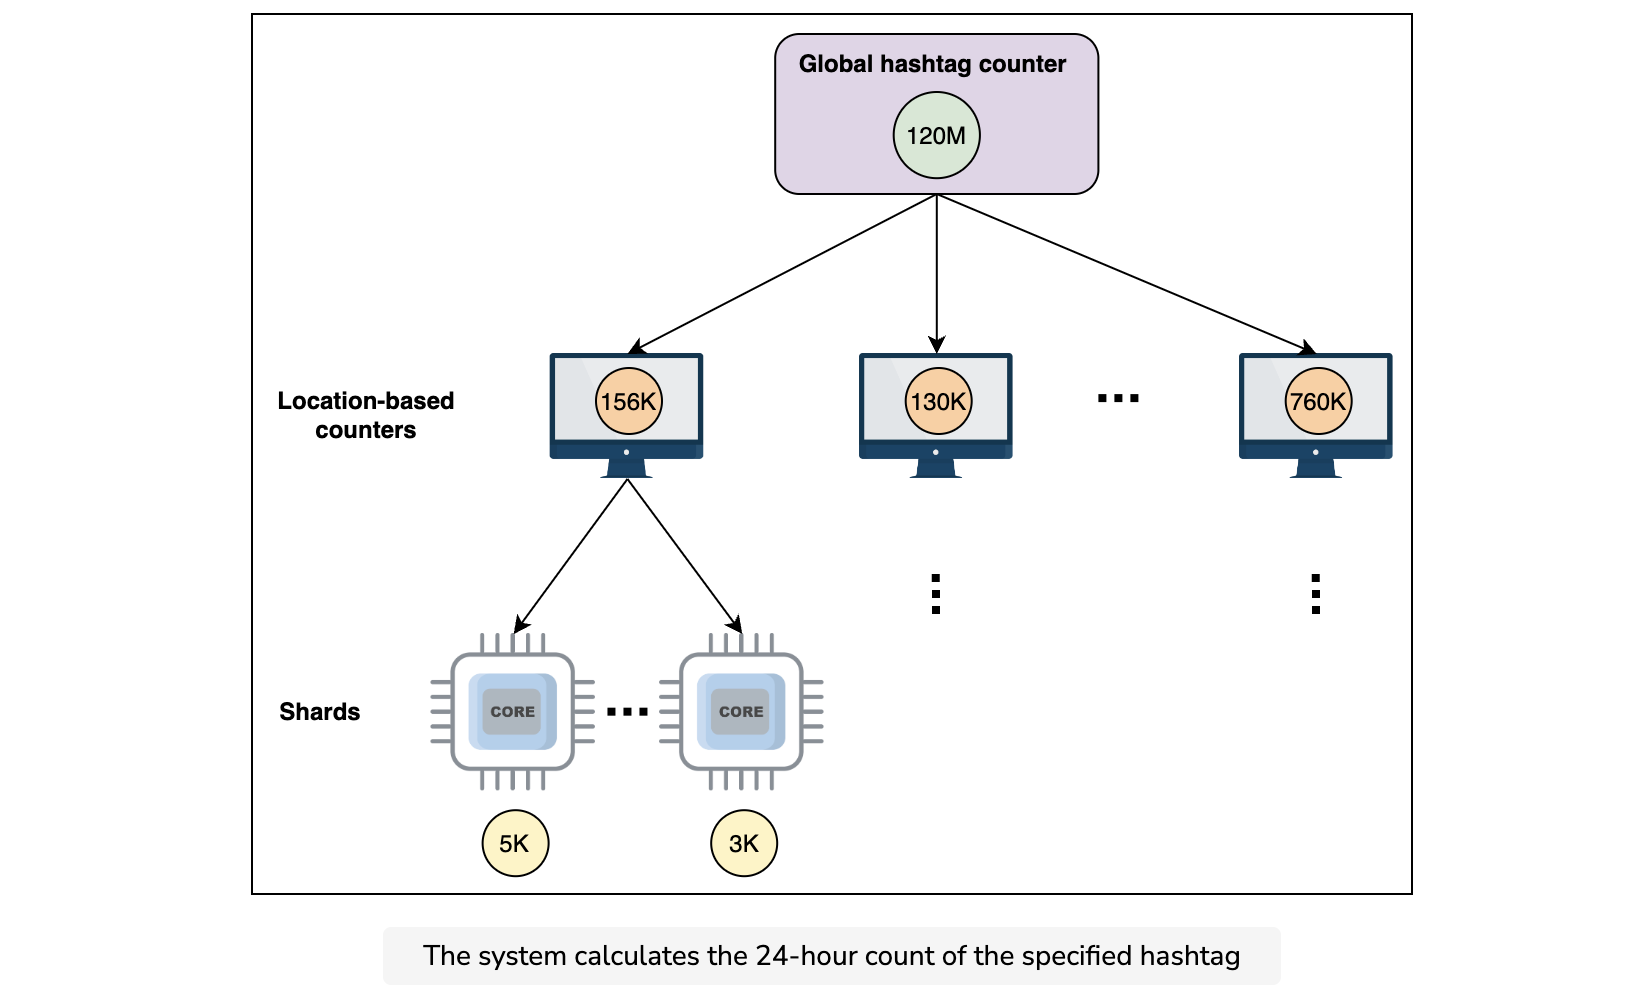 Global hashtag counter
120M
Location-based
counters
156K
130K
760K
Shards
CORE
CORE
5K
3K
The system calculates the 24-hour count of the specified hashtag